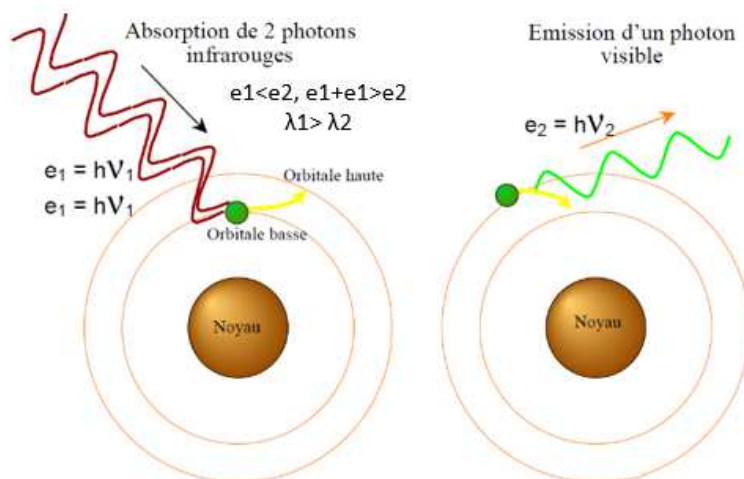 Absorption de 2 photons
infrarouges
e1<e2, e1+e1>e2
λ1> λ2
e₁ = hν₁
e₁ = hν₁
Orbitale haute
Orbitale basse
Noyau
Emission d'un photon
visible
e₂ = hν₂
Noyau